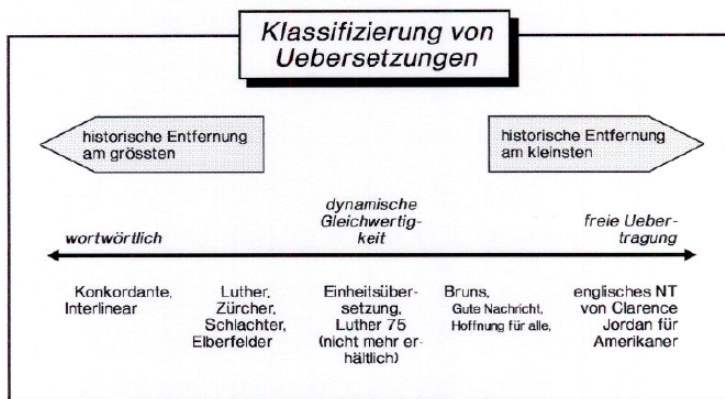 Klassifizierung von
Uebersetzungen
historische Entfernung
am grössten
historische Entfernung
am kleinsten
wortwörtlich
dynamische
Gleichwertig-
keit
freie Ueber-
tragung
Konkordante,
Interlinear
Luther,
Zürcher,
Schlachter,
Elberfelder
Einheitsüber-
setzung,
Luther 75
(nicht mehr er-
hältlich)
Bruns,
Gute Nachricht,
Hoffnung für alle,
englisches NT
von Clarence
Jordan für
Amerikaner